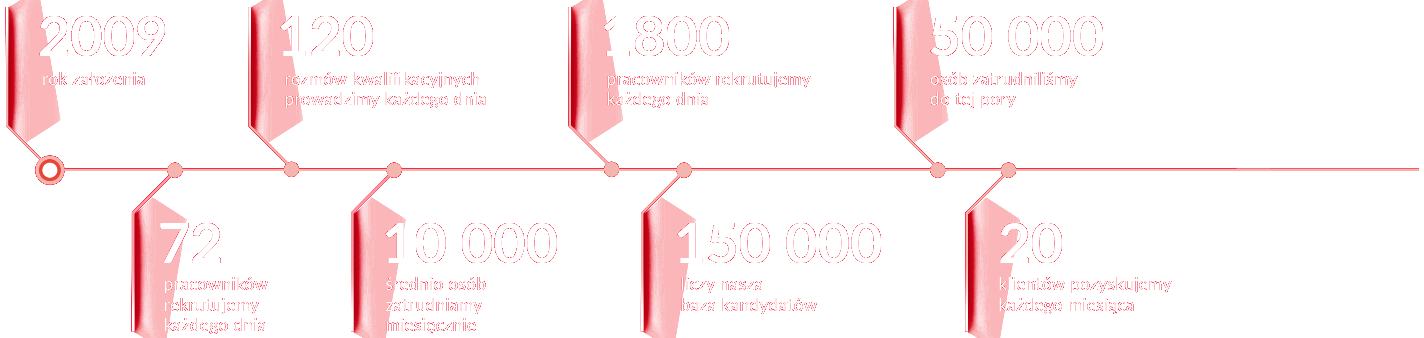 2009
rok założenia
120
rozmów kwalifikacyjnych
prowadzimy każdego dnia
1800
pracowników rekrutujemy
każdego dnia
50 000
osób zatrudniliśmy
do tej pory
72
pracowników
rekrutujemy
każdego dnia
10 000
średnio osób
zatrudniamy
miesięcznie
150 000
liczy nasza
baza kandydatów
20
klientów pozyskujemy
każdego miesiąca